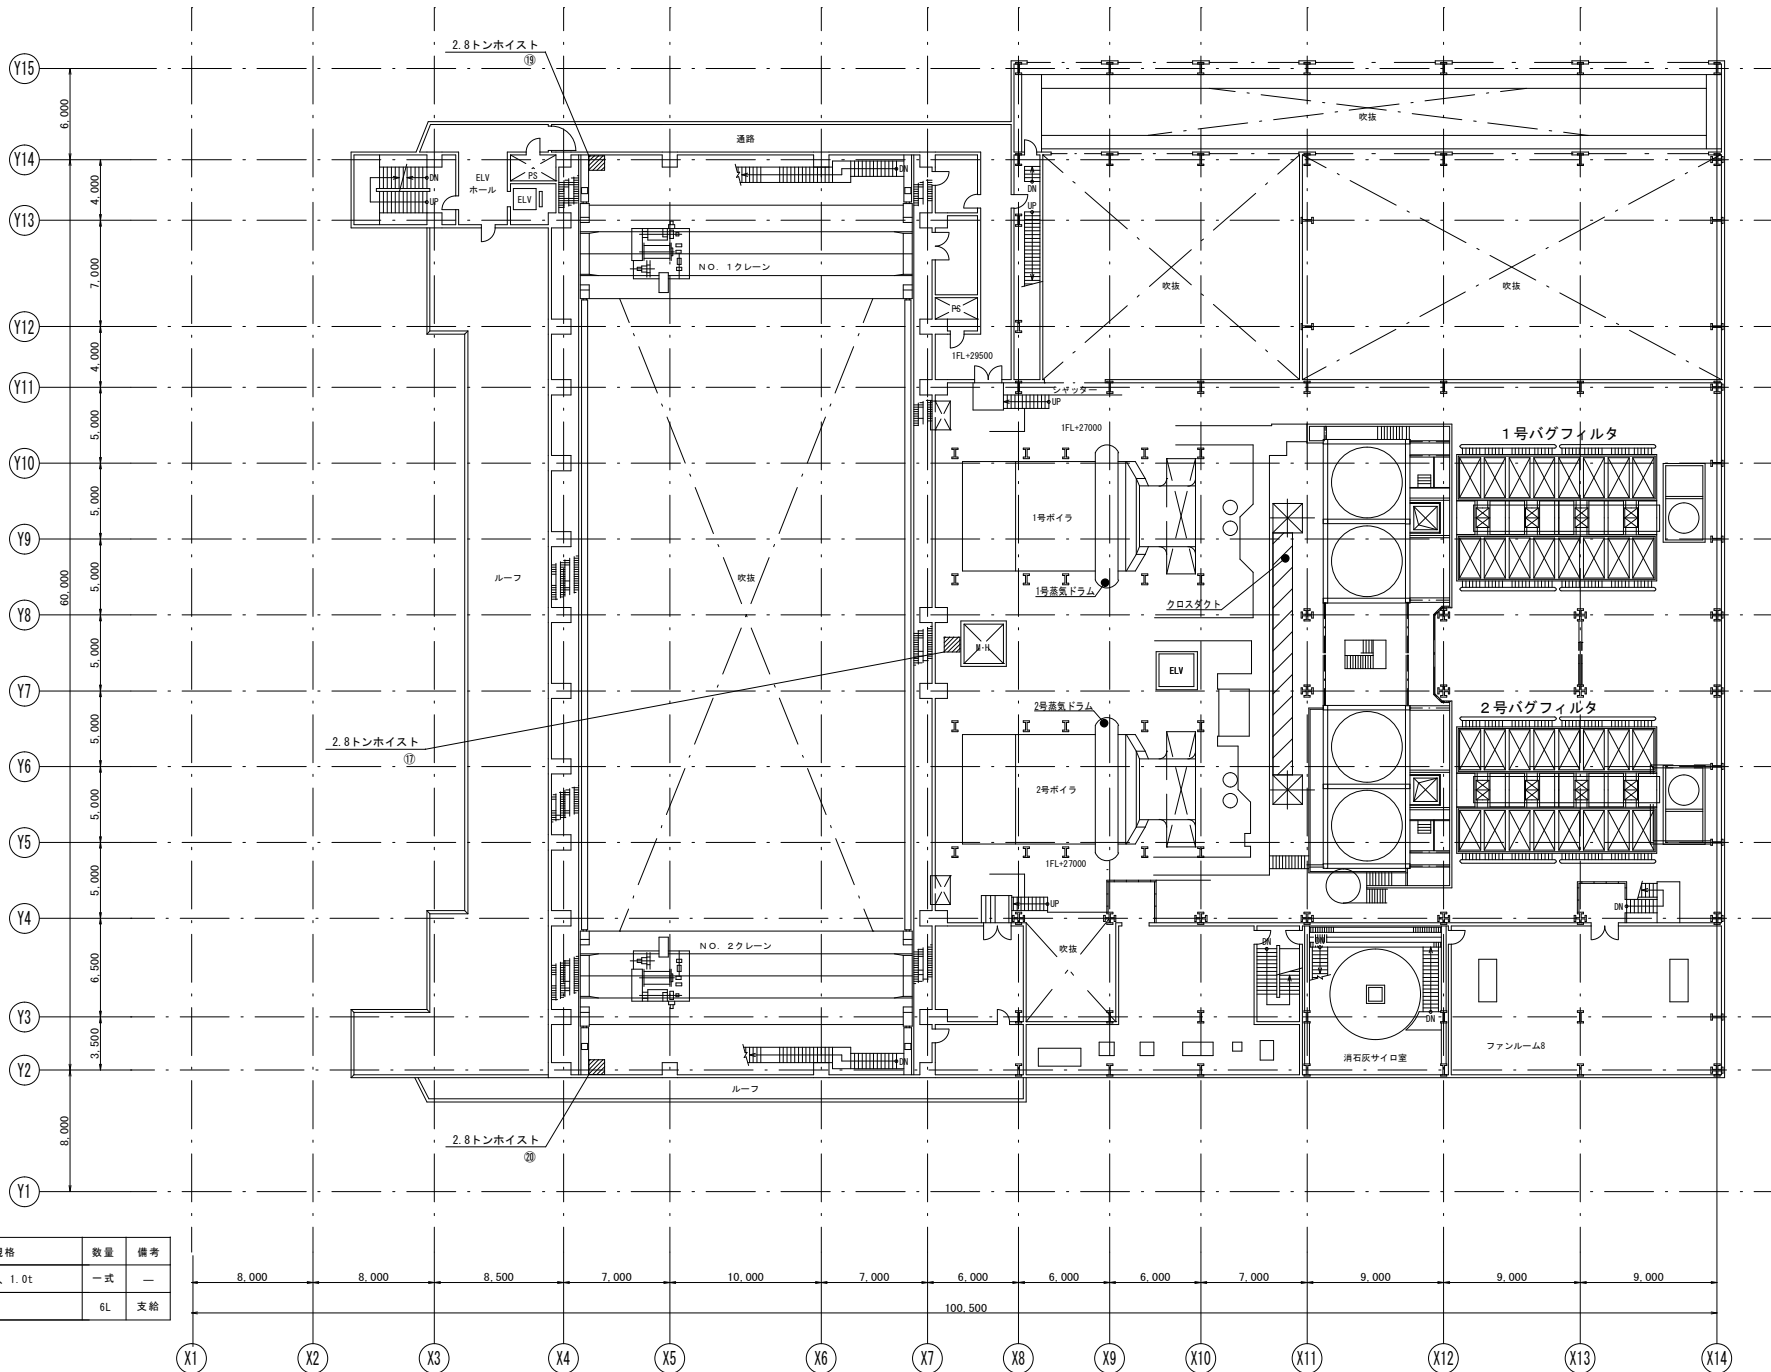 2.8トンホイスト
⑲
Y15
6,000
吹抜
通路
Y14
PS
DN
ELV
ホール
DN
4,000
DN
ELV
UP
UP
Y13
7,000
NO. 1クレーン
吹抜
吹抜
PS
Y12
4,000
1FL+29500
Y11
シャッター
UP
5,000
1FL+27000
1号バグフィルタ
Y10
5,000
1号ボイラ
Y9
5,000
60,000
ルーフ
吹抜
1号蒸気ドラム
クロスダクト
Y8
5,000
M-H
ELV
Y7
2号蒸気ドラム
2号バグフィルタ
5,000
2.8トンホイスト
⑰
Y6
5,000
2号ボイラ
Y5
1FL+27000
5,000
UP
DN
Y4
NO. 2クレーン
吹抜
DN
6,500
Y3
DN
3,500
ファンルーム8
消石灰サイロ室
DN
Y2
ルーフ
8,000
2.8トンホイスト
⑳
Y1
格 数量 備考
1.0t 一式 —
6L 支給
8,000 8,000 8,500 7,000 10,000 7,000 6,000 6,000 6,000 7,000 9,000 9,000 9,000
100,500
X1 X2 X3 X4 X5 X6 X7 X8 X9 X10 X11 X12 X13 X14